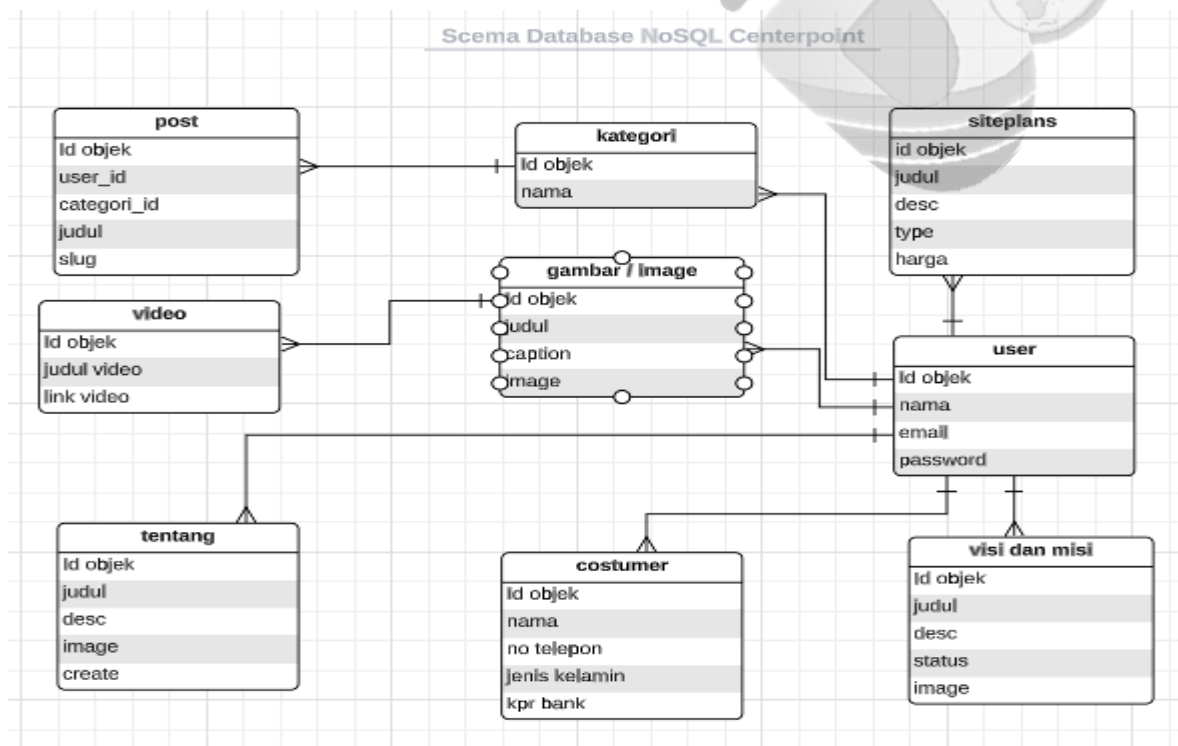 Scema Database NoSQL Centerpoint
post
Id objek
user_id
categori_id
judul
slug
kategori
Id objek
nama
siteplans
id objek
judul
desc
type
harga
gambar / image
Id objek
judul
caption
image
video
Id objek
judul video
link video
user
Id objek
nama
email
password
tentang
Id objek
judul
desc
image
create
costumer
Id objek
nama
no telepon
jenis kelamin
kpr bank
visi dan misi
Id objek
judul
desc
status
image